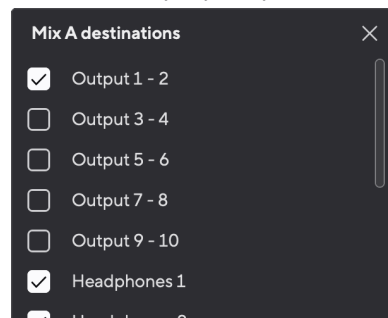 Mix A destinations
Output 1 - 2
Output 3 - 4
Output 5 - 6
Output 7 - 8
Output 9 - 10
Headphones 1